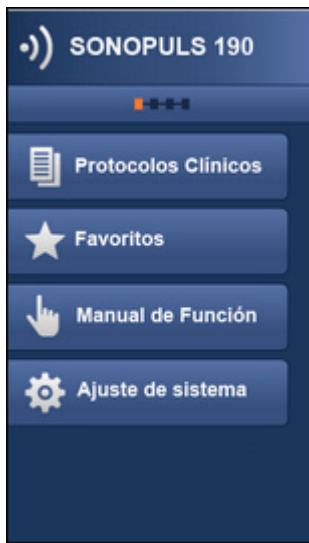 SONOPULS 190
Protocolos Clínicos
Favoritos
Manual de Función
Ajuste de sistema